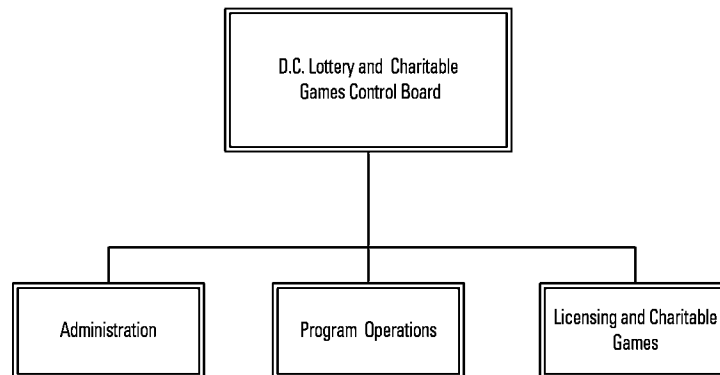 D.C. Lottery and Charitable
Games Control Board
Administration
Program Operations
Licensing and Charitable
Games